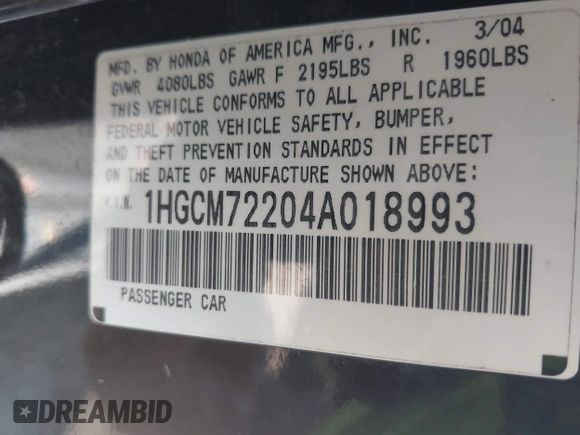 MFD. BY HONDA OF AMERICA MFG., INC. 3/04
GVWR 4080LBS GAWR F 2195LBS R 1960LBS
THIS VEHICLE CONFORMS TO ALL APPLICABLE
FEDERAL MOTOR VEHICLE SAFETY, BUMPER,
AND THEFT PREVENTION STANDARDS IN EFFECT
ON THE DATE OF MANUFACTURE SHOWN ABOVE:
V.I.N. 1HGCM72204A018993
PASSENGER CAR
DREAMBID